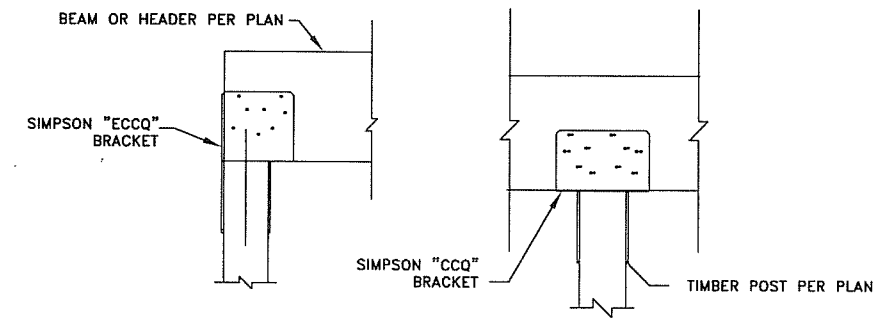 BEAM OR HEADER PER PLAN
SIMPSON "ECCQ"
BRACKET
SIMPSON "CCQ"
BRACKET
TIMBER POST PER PLAN